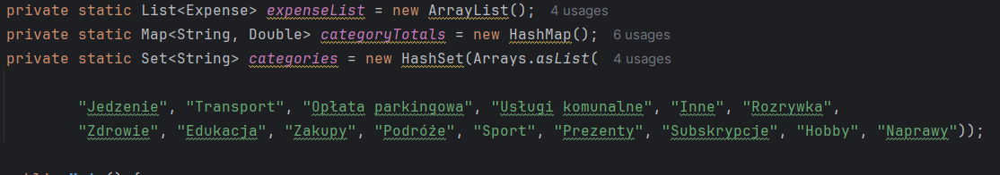 private static List<Expense> expenseList = new ArrayList(); 4 usages
private static Map<String, Double> categoryTotals = new HashMap(); 6 usages
private static Set<String> categories = new HashSet(Arrays.asList( 4 usages
"Jedzenie", "Transport", "Opłata parkingowa", "Usługi komunalne", "Inne", "Rozrywka",
"Zdrowie", "Edukacja", "Zakupy", "Podróże", "Sport", "Prezenty", "Subskrypcje", "Hobby", "Naprawy"));